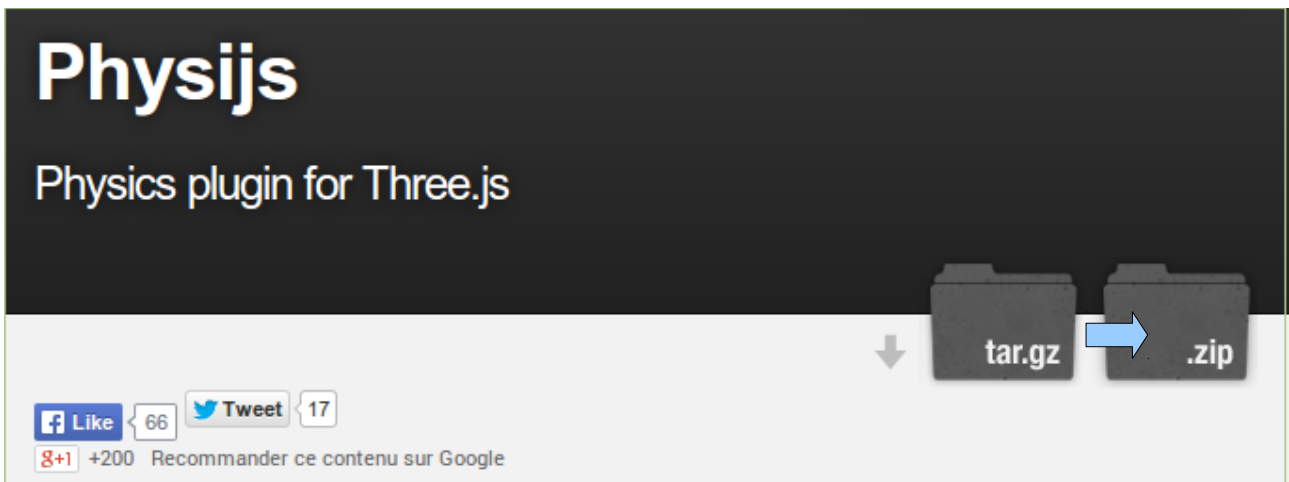 Physijs
Physics plugin for Three.js
tar.gz
.zip
Like 66 Tweet 17
g+1 +200 Recommander ce contenu sur Google